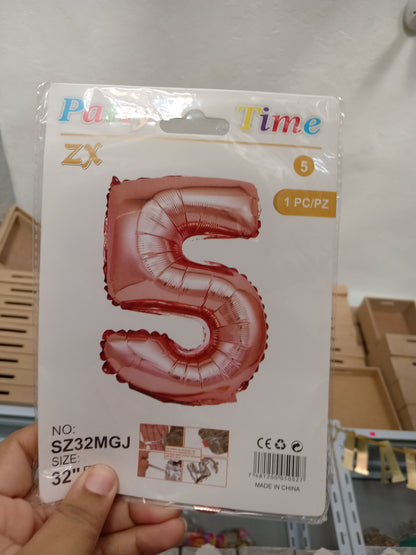 Party Time
ZX
5
1 PC/PZ
NO:
SZ32MGJ
SIZE:
32"
CE
MADE IN CHINA